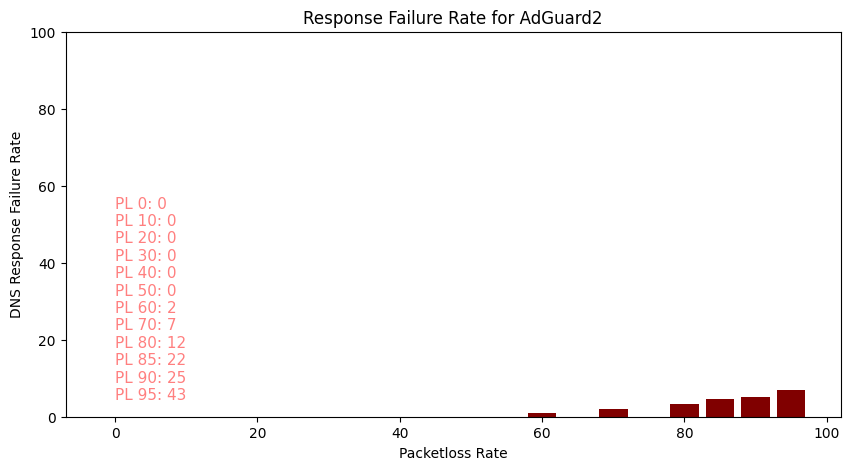 Response Failure Rate for AdGuard2
100
80
60
40
20
0
DNS Response Failure Rate
PL 0: 0
PL 10: 0
PL 20: 0
PL 30: 0
PL 40: 0
PL 50: 0
PL 60: 2
PL 70: 7
PL 80: 12
PL 85: 22
PL 90: 25
PL 95: 43
0 20 40 60 80 100
Packetloss Rate